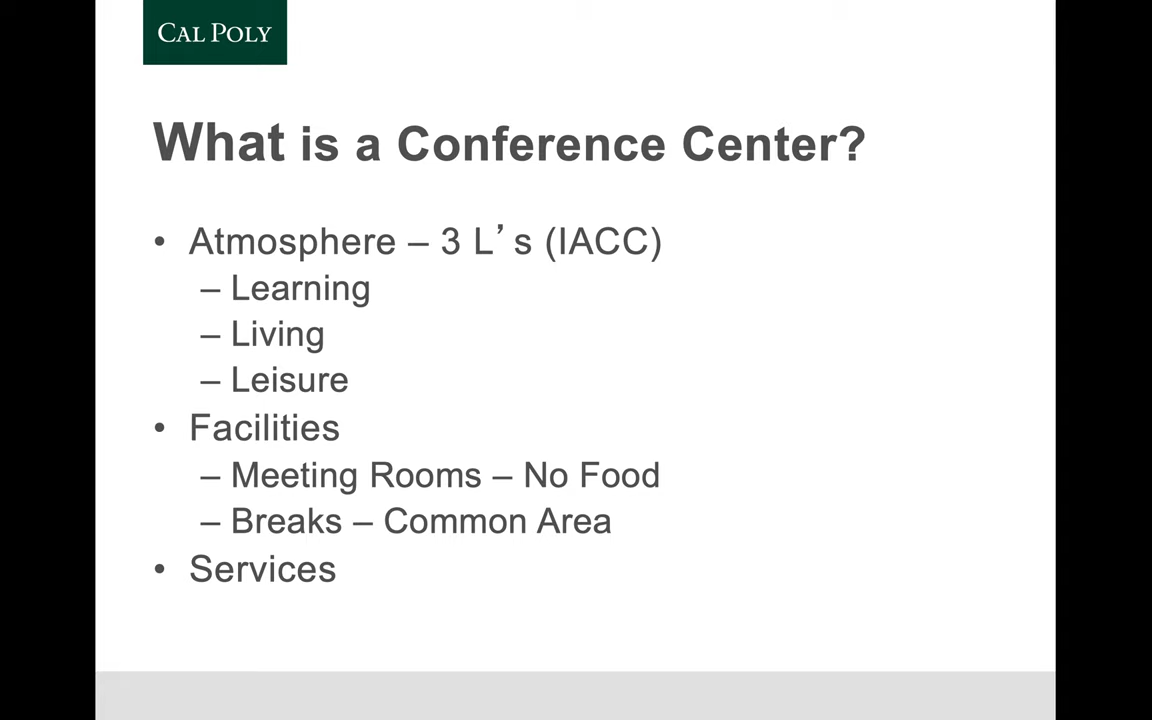 CAL POLY
What is a Conference Center?
• Atmosphere – 3 L’s (IACC)
– Learning
– Living
– Leisure
• Facilities
– Meeting Rooms – No Food
– Breaks – Common Area
• Services